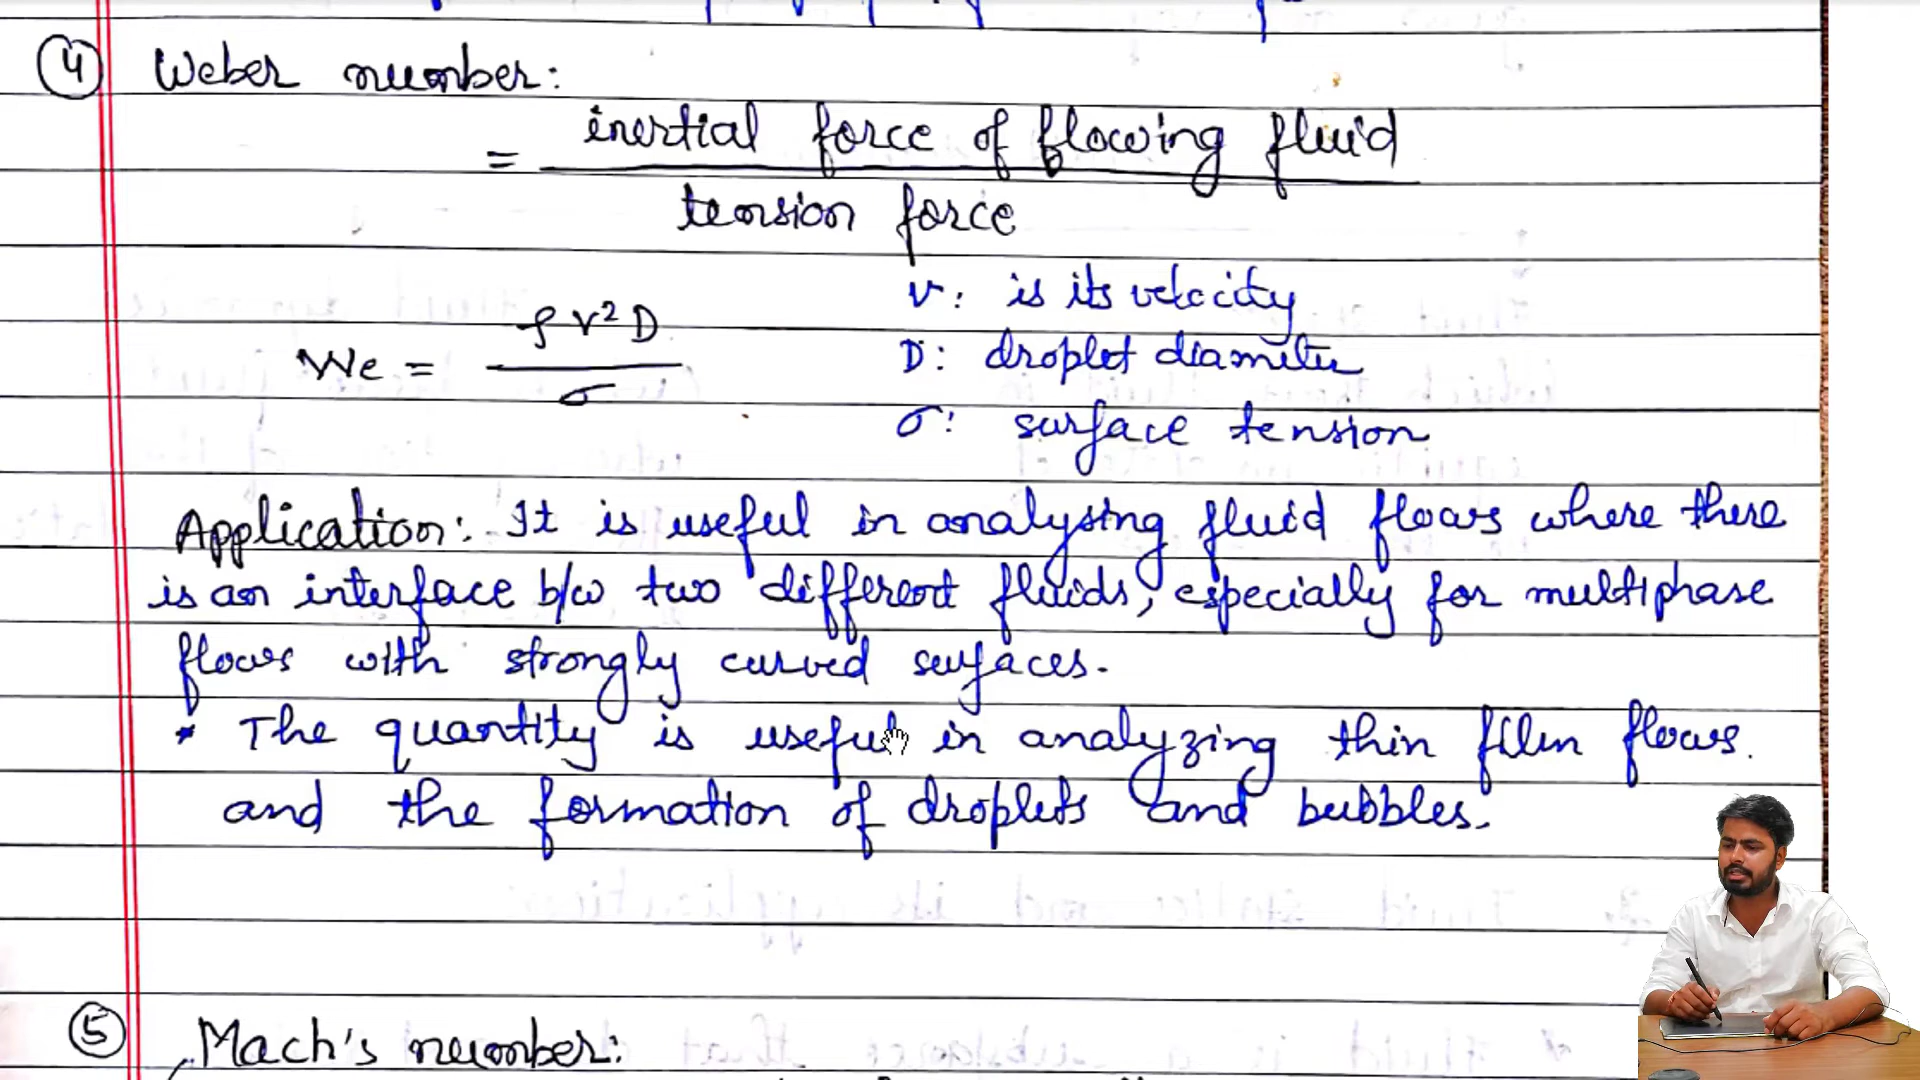 4 Weber number:
= inertial force of flowing fluid
tension force
We = ρ v² D
σ
v: is its velocity
D: droplet diameter
σ: surface tension
Application: It is useful in analysing fluid flows where there
is an interface b/w two different fluids, especially for multiphase
flows with strongly curved surfaces.
* The quantity is useful in analyzing thin film flows.
and the formation of droplets and bubbles.
5 Mach's number: